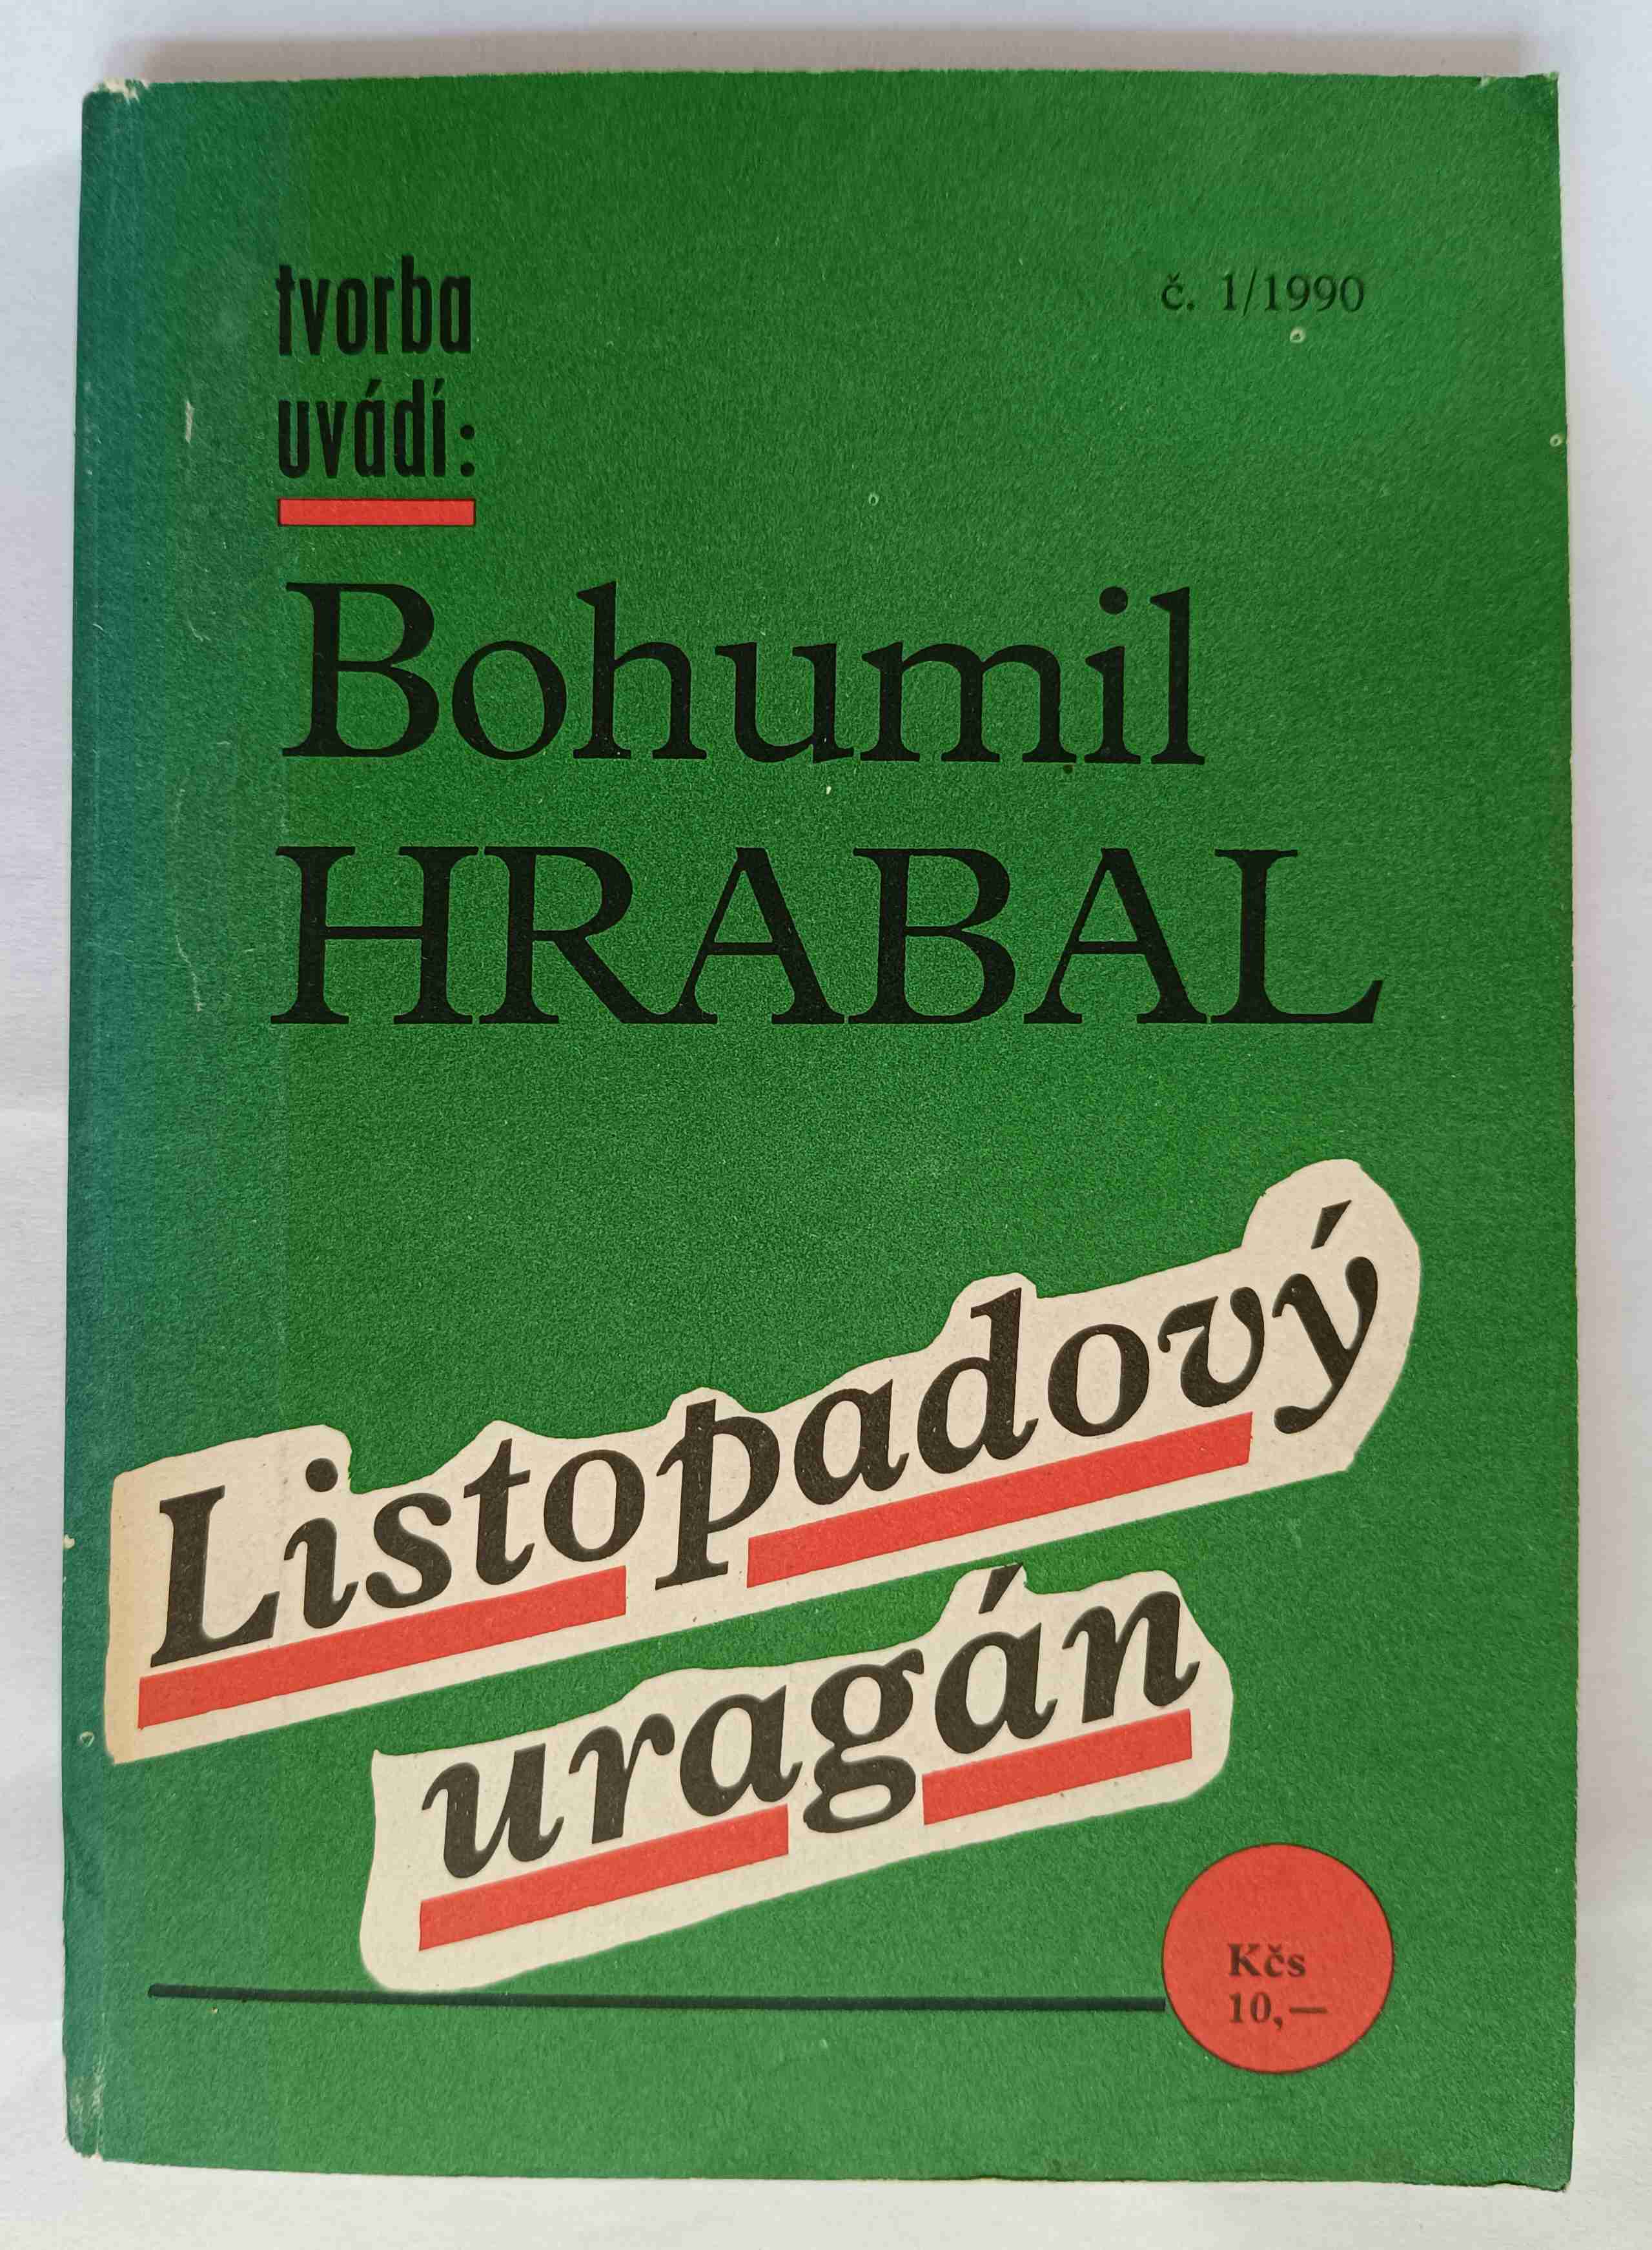 tvorba
uvádí:
č. 1/1990
Bohumil
HRABAL
Listopadový
uragán
Kčs
10,—